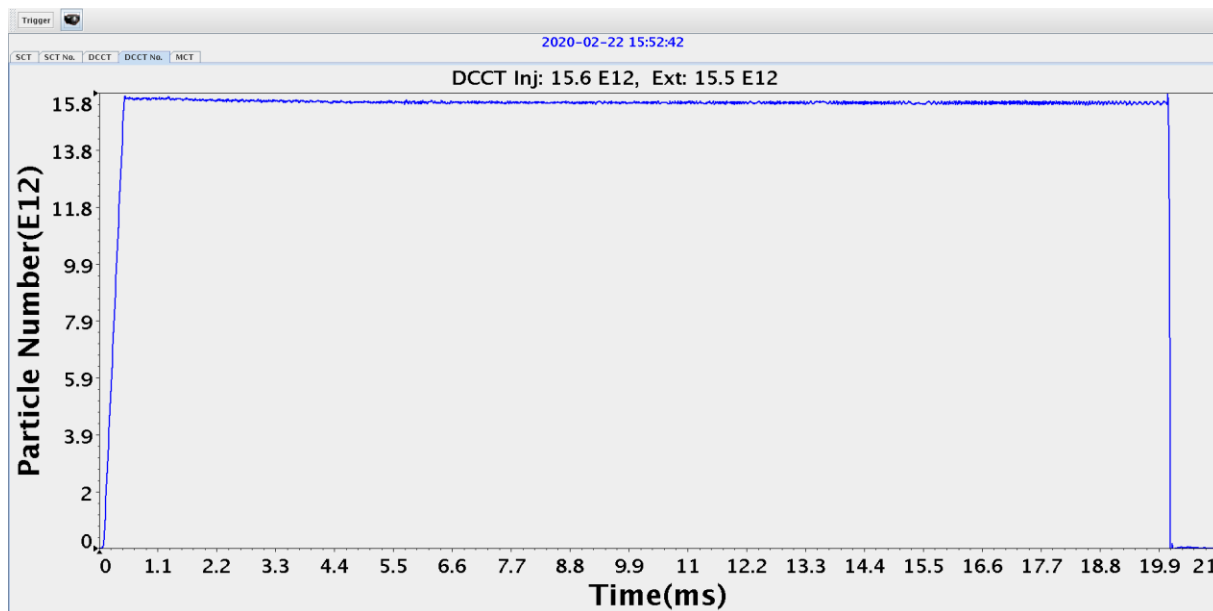 Trigger
2020-02-22 15:52:42
SCT SCT No. DCCT DCCT No. MCT
DCCT Inj: 15.6 E12, Ext: 15.5 E12
Particle Number(E12)
15.8
13.8
11.8
9.9
7.9
5.9
3.9
2
0
0 1.1 2.2 3.3 4.4 5.5 6.6 7.7 8.8 9.9 11 12.2 13.3 14.4 15.5 16.6 17.7 18.8 19.9 21
Time(ms)